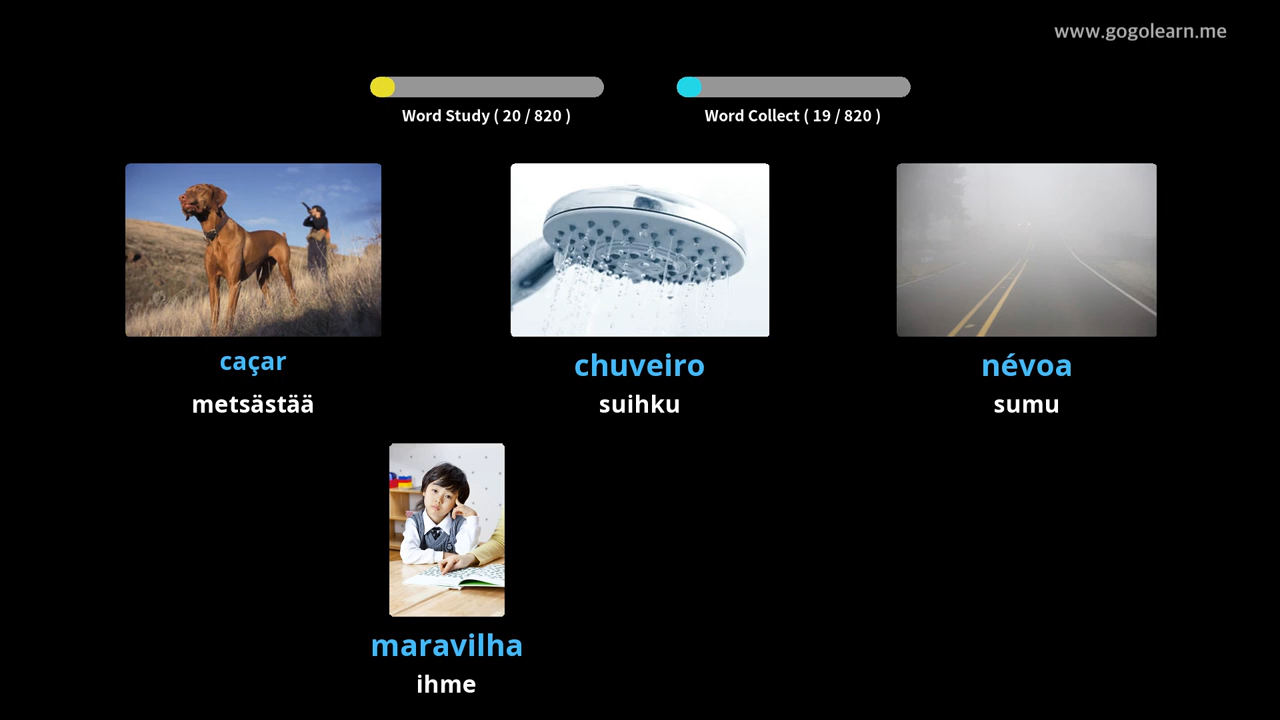 www.gogolearn.me
Word Study ( 20 / 820 )
Word Collect ( 19 / 820 )
caçar
metsästää
chuveiro
suihku
névoa
sumu
maravilha
ihme